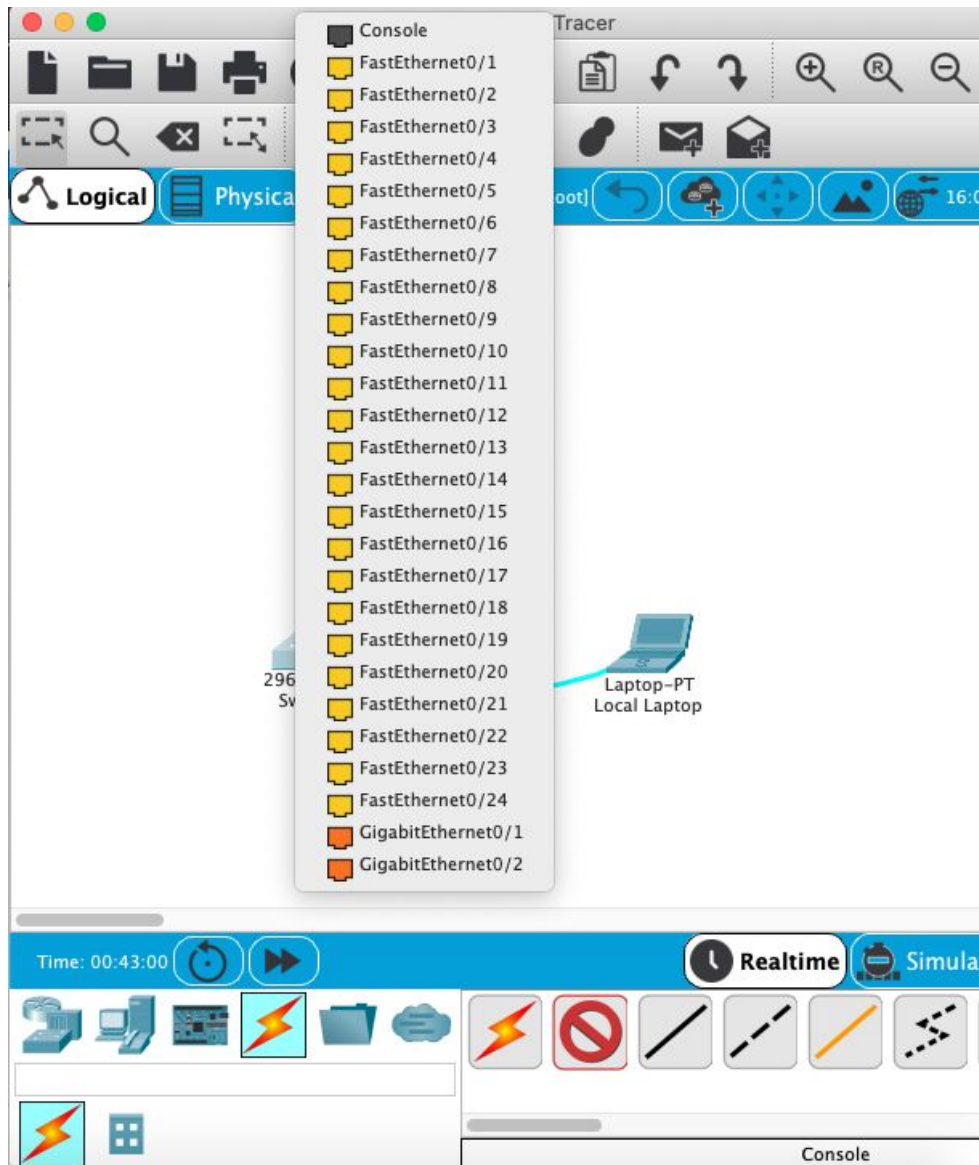 Tracer
Console
FastEthernet0/1
FastEthernet0/2
FastEthernet0/3
FastEthernet0/4
FastEthernet0/5
FastEthernet0/6
FastEthernet0/7
FastEthernet0/8
FastEthernet0/9
FastEthernet0/10
FastEthernet0/11
FastEthernet0/12
FastEthernet0/13
FastEthernet0/14
FastEthernet0/15
FastEthernet0/16
FastEthernet0/17
FastEthernet0/18
FastEthernet0/19
FastEthernet0/20
FastEthernet0/21
FastEthernet0/22
FastEthernet0/23
FastEthernet0/24
GigabitEthernet0/1
GigabitEthernet0/2
R
Logical
Physica
oot]
16:0
296
Sw
Laptop-PT
Local Laptop
Time: 00:43:00
Realtime
Simula
Console